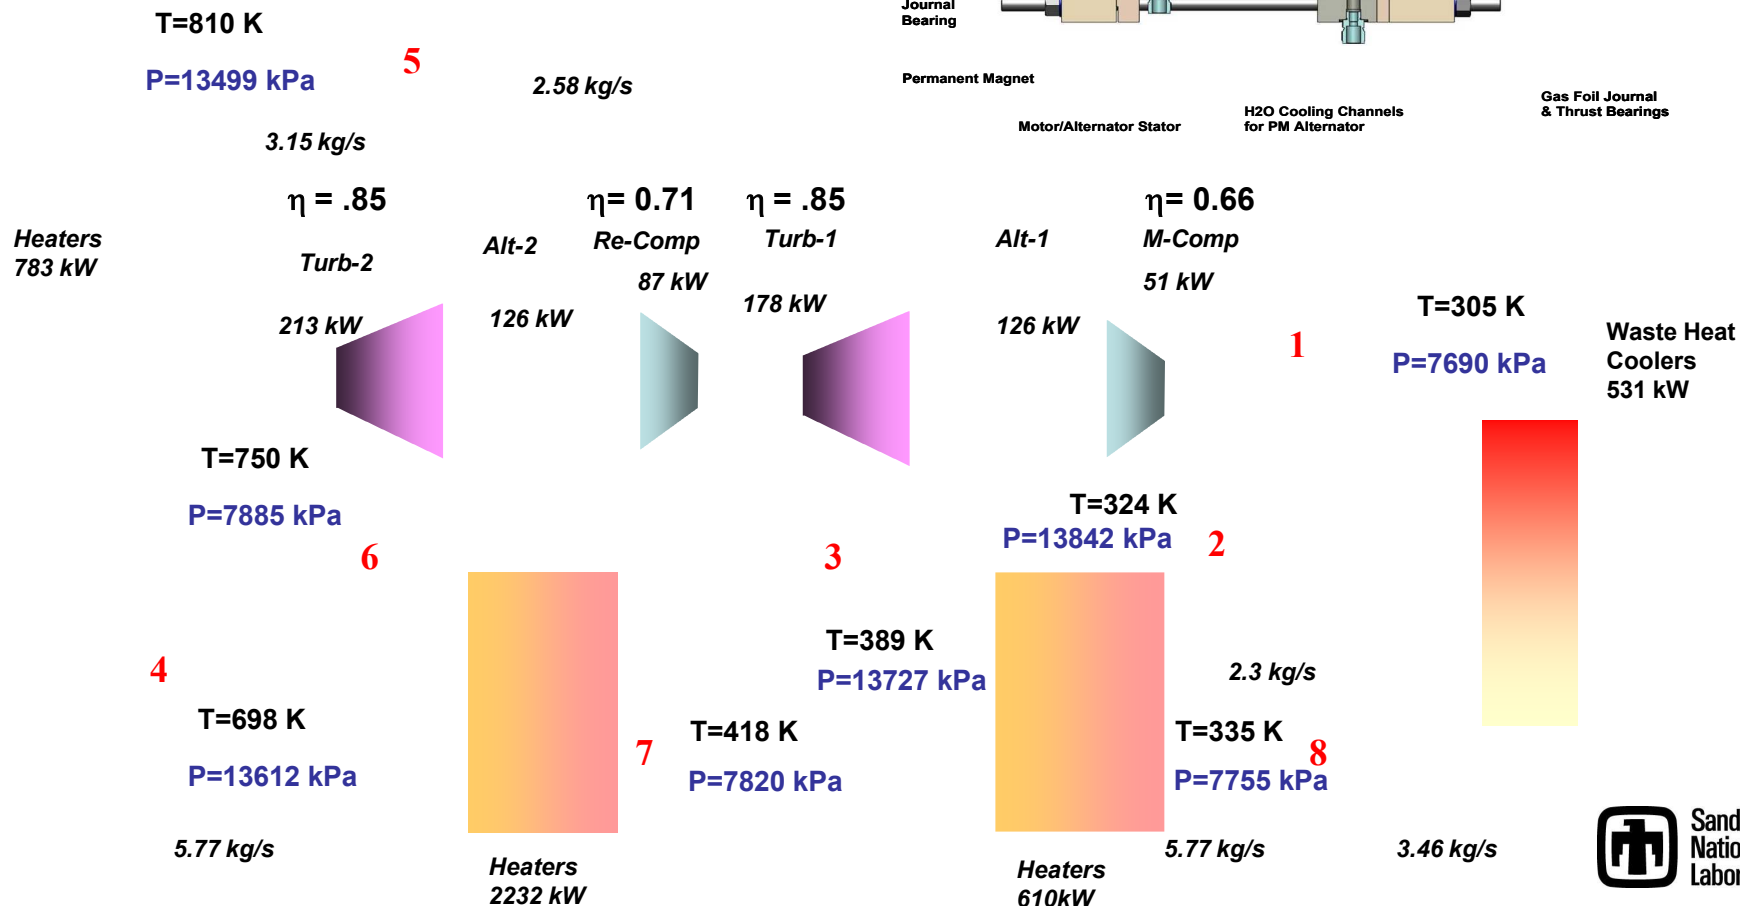 Journal
Bearing
T=810 K
5
P=13499 kPa
2.58 kg/s
Permanent Magnet
Gas Foil Journal
& Thrust Bearings
H2O Cooling Channels
for PM Alternator
Motor/Alternator Stator
3.15 kg/s
η = .85
η= 0.71
η = .85
η= 0.66
Heaters
783 kW
Turb-2
Alt-2
Re-Comp
Turb-1
Alt-1
M-Comp
87 kW
51 kW
178 kW
213 kW
126 kW
126 kW
T=305 K
1
P=7690 kPa
Waste Heat
Coolers
531 kW
T=750 K
P=7885 kPa
T=324 K
P=13842 kPa
6
3
2
T=389 K
P=13727 kPa
4
2.3 kg/s
T=698 K
P=13612 kPa
7
T=418 K
P=7820 kPa
T=335 K
8
P=7755 kPa
5.77 kg/s
Heaters
2232 kW
Heaters
610kW
5.77 kg/s
3.46 kg/s
Sand
Natio
Labor